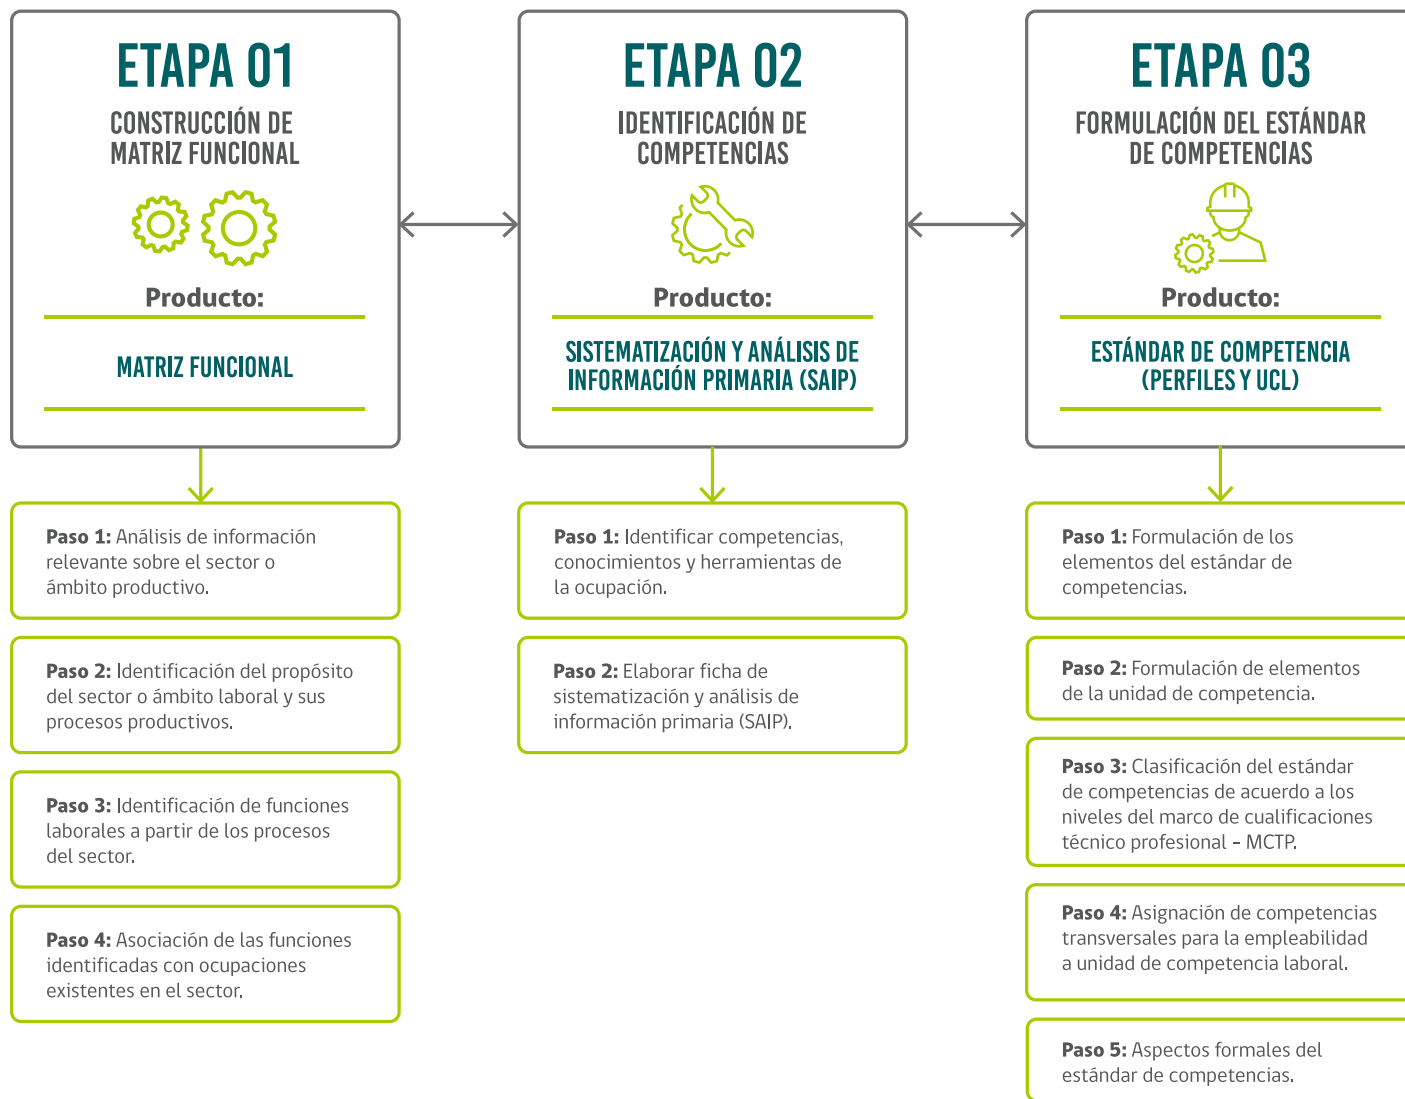 ETAPA 01
CONSTRUCCIÓN DE
MATRIZ FUNCIONAL
Producto:
MATRIZ FUNCIONAL
Paso 1: Análisis de información
relevante sobre el sector o
ámbito productivo.
Paso 2: Identificación del propósito
del sector o ámbito laboral y sus
procesos productivos.
Paso 3: Identificación de funciones
laborales a partir de los procesos
del sector.
Paso 4: Asociación de las funciones
identificadas con ocupaciones
existentes en el sector.
ETAPA 02
IDENTIFICACIÓN DE
COMPETENCIAS
Producto:
SISTEMATIZACIÓN Y ANÁLISIS DE
INFORMACIÓN PRIMARIA (SAIP)
Paso 1: Identificar competencias,
conocimientos y herramientas de
la ocupación.
Paso 2: Elaborar ficha de
sistematización y análisis de
información primaria (SAIP).
ETAPA 03
FORMULACIÓN DEL ESTÁNDAR
DE COMPETENCIAS
Producto:
ESTÁNDAR DE COMPETENCIA
(PERFILES Y UCL)
Paso 1: Formulación de los
elementos del estándar de
competencias.
Paso 2: Formulación de elementos
de la unidad de competencia.
Paso 3: Clasificación del estándar
de competencias de acuerdo a los
niveles del marco de cualificaciones
técnico profesional - MCTP.
Paso 4: Asignación de competencias
transversales para la empleabilidad
a unidad de competencia laboral.
Paso 5: Aspectos formales del
estándar de competencias.